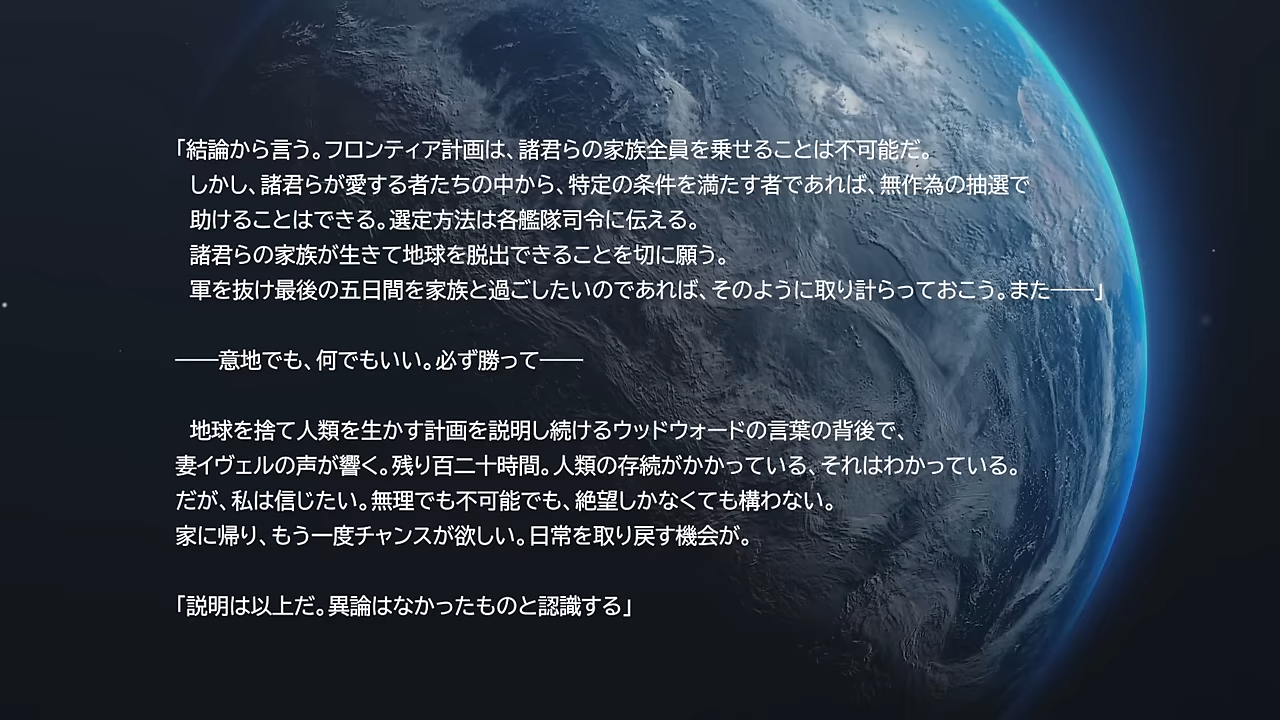 「結論から言う。フロンティア計画は、諸君らの家族全員を乗せることは不可能だ。
しかし、諸君らが愛する者たちの中から、特定の条件を満たす者であれば、無作為の抽選で
助けることはできる。選定方法は各艦隊司令に伝える。
諸君らの家族が生きて地球を脱出できることを切に願う。
軍を抜け最後の五日間を家族と過ごしたいのであれば、そのように取り計らっておこう。また――」
――意地でも、何でもいい。必ず勝って――
地球を捨て人類を生かす計画を説明し続けるウッドウォードの言葉の背後で、
妻イヴェルの声が響く。残り百二十時間。人類の存続がかかっている、それはわかっている。
だが、私は信じたい。無理でも不可能でも、絶望しかなくても構わない。
家に帰り、もう一度チャンスが欲しい。日常を取り戻す機会が。
「説明は以上だ。異論はなかったものと認識する」